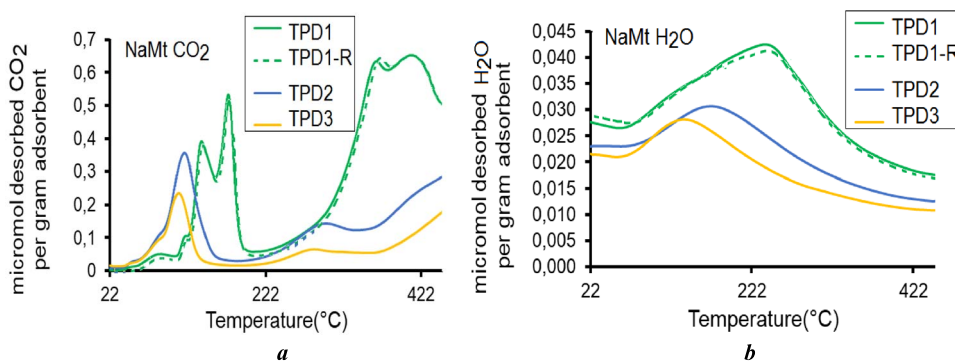 micromol desorbed CO2
per gram adsorbent
NaMt CO2
TPD1
TPD1-R
TPD2
TPD3
0,7
0,6
0,5
0,4
0,3
0,2
0,1
0
22
222
422
Temperature(°C)
a
micromol desorbed H2O
per gram adsorbent
NaMt H2O
TPD1
TPD1-R
TPD2
TPD3
0,045
0,040
0,035
0,030
0,025
0,020
0,015
0,010
0,005
0,000
22
222
422
Temperature(°C)
b